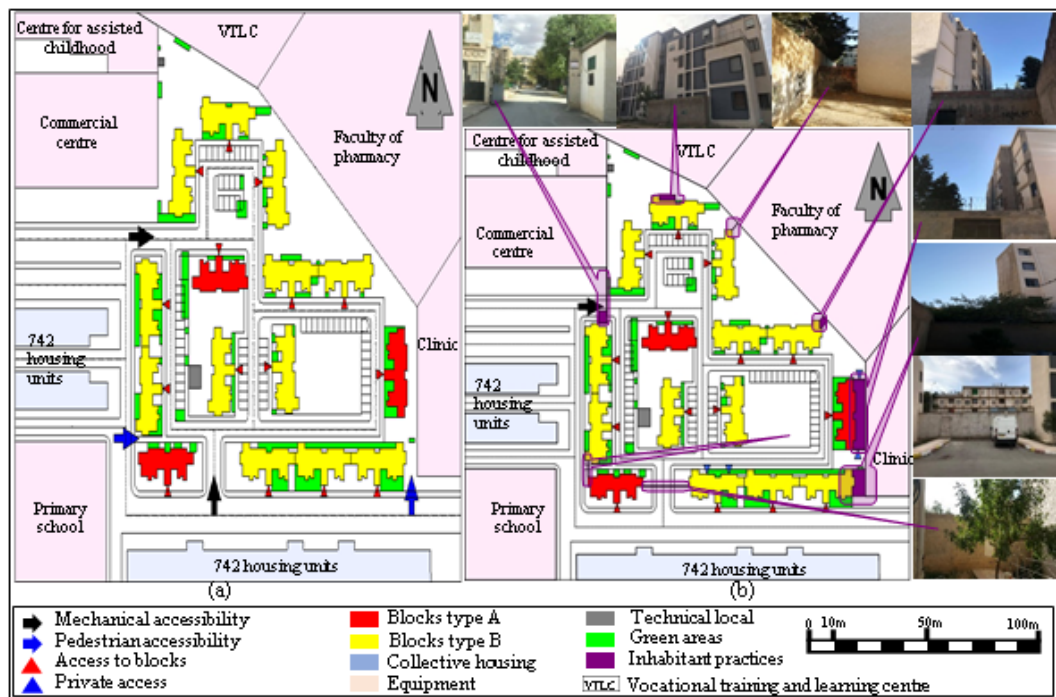 Centre for assisted
childhood
VTLC
N
Commercial
centre
Faculty of
pharmacy
742
housing
units
Clinic
Primary
school
742 housing units
(a)
Centre for assisted
childhood
VTLC
N
Commercial
centre
Faculty of
pharmacy
742
housing
units
Clinic
Primary
school
742 housing units
(b)
Mechanical accessibility
Pedestrian accessibility
Access to blocks
Private access
Blocks type A
Blocks type B
Collective housing
Equipment
Technical local
Green areas
Inhabitant practices
VTLC Vocational training and learning centre
0 10m 50m 100m